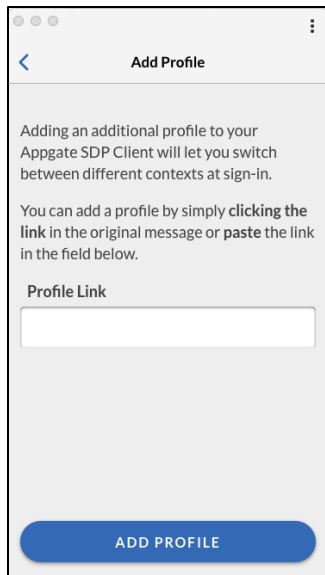 Add Profile
Adding an additional profile to your
Appgate SDP Client will let you switch
between different contexts at sign-in.
You can add a profile by simply clicking the
link in the original message or paste the link
in the field below.
Profile Link
ADD PROFILE